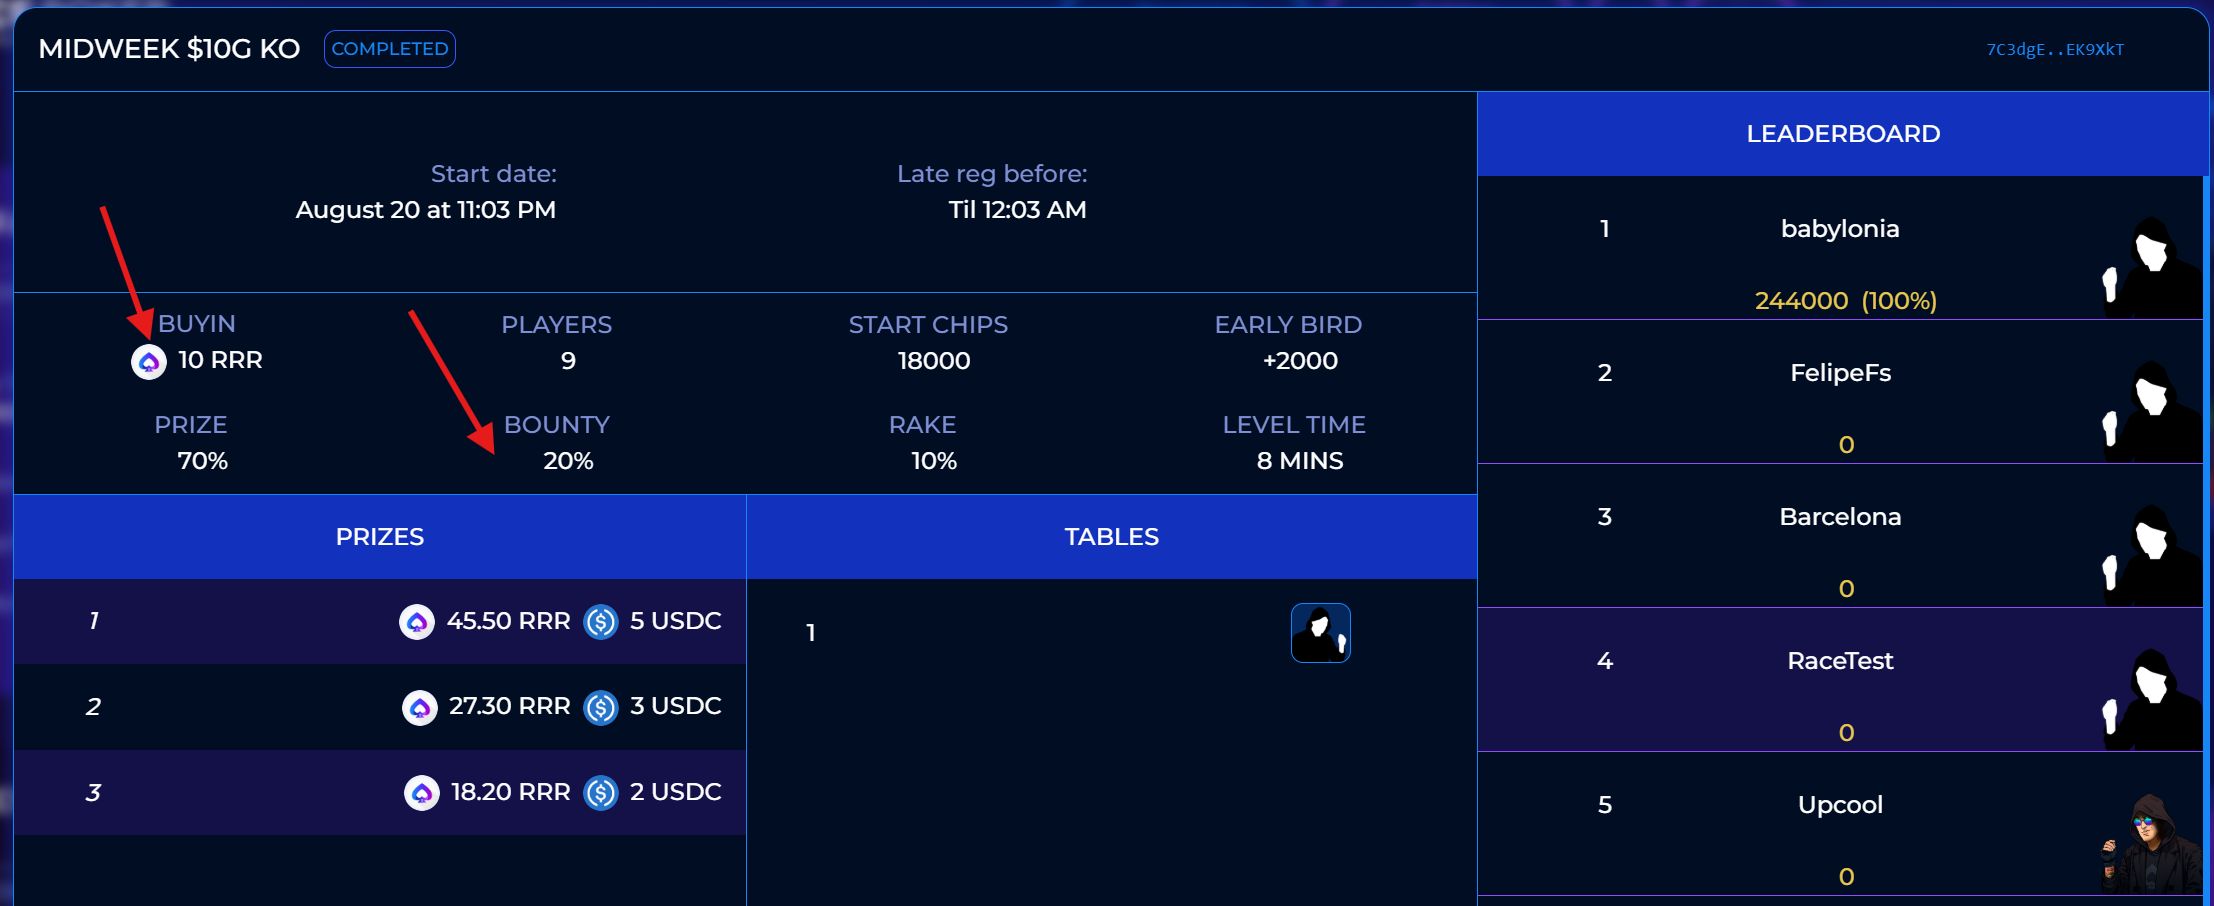 MIDWEEK $10G KO
COMPLETED
7C3dgE..EK9XkT
Start date:
August 20 at 11:03 PM
Late reg before:
Til 12:03 AM
BUYIN
10 RRR
PLAYERS
9
START CHIPS
18000
EARLY BIRD
+2000
PRIZE
70%
BOUNTY
20%
RAKE
10%
LEVEL TIME
8 MINS
PRIZES
1 45.50 RRR 5 USDC
2 27.30 RRR 3 USDC
3 18.20 RRR 2 USDC
TABLES
1
LEADERBOARD
1 babylonia
244000 (100%)
2 FelipeFs
0
3 Barcelona
0
4 RaceTest
0
5 Upcool
0